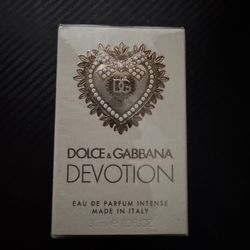 DG
DOLCE & GABBANA
DEVOTION
EAU DE PARFUM INTENSE
MADE IN ITALY